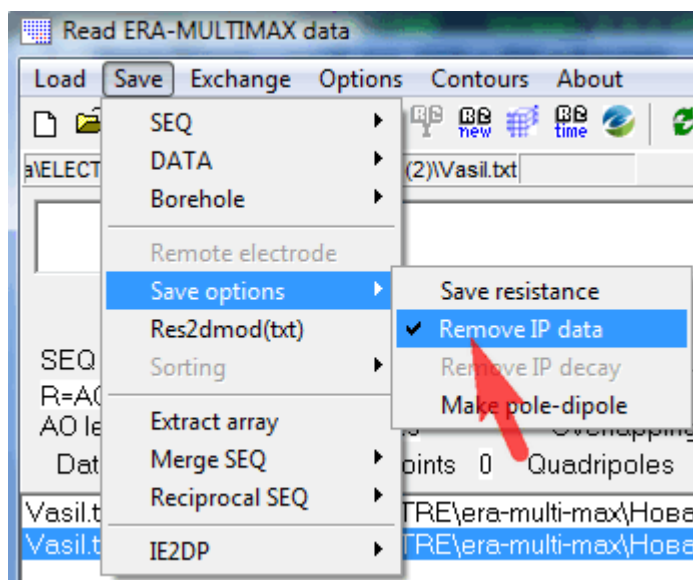 Read ERA-MULTIMAX data
Load Save Exchange Options Contours About
new time
SEQ
DATA
Borehole
Remote electrode
Save options
Res2dmod(txt)
Sorting
Extract array
Merge SEQ
Reciprocal SEQ
IE2DP
Save resistance
Remove IP data
Remove IP decay
Make pole-dipole
a\ELECT (2)\Vasil.txt
SEQ
R=AO
AO le Overlapping
Dat oints 0 Quadripoles
Vasil.t TRE\era-multi-max\Нова
Vasil.t TRE\era-multi-max\Нова